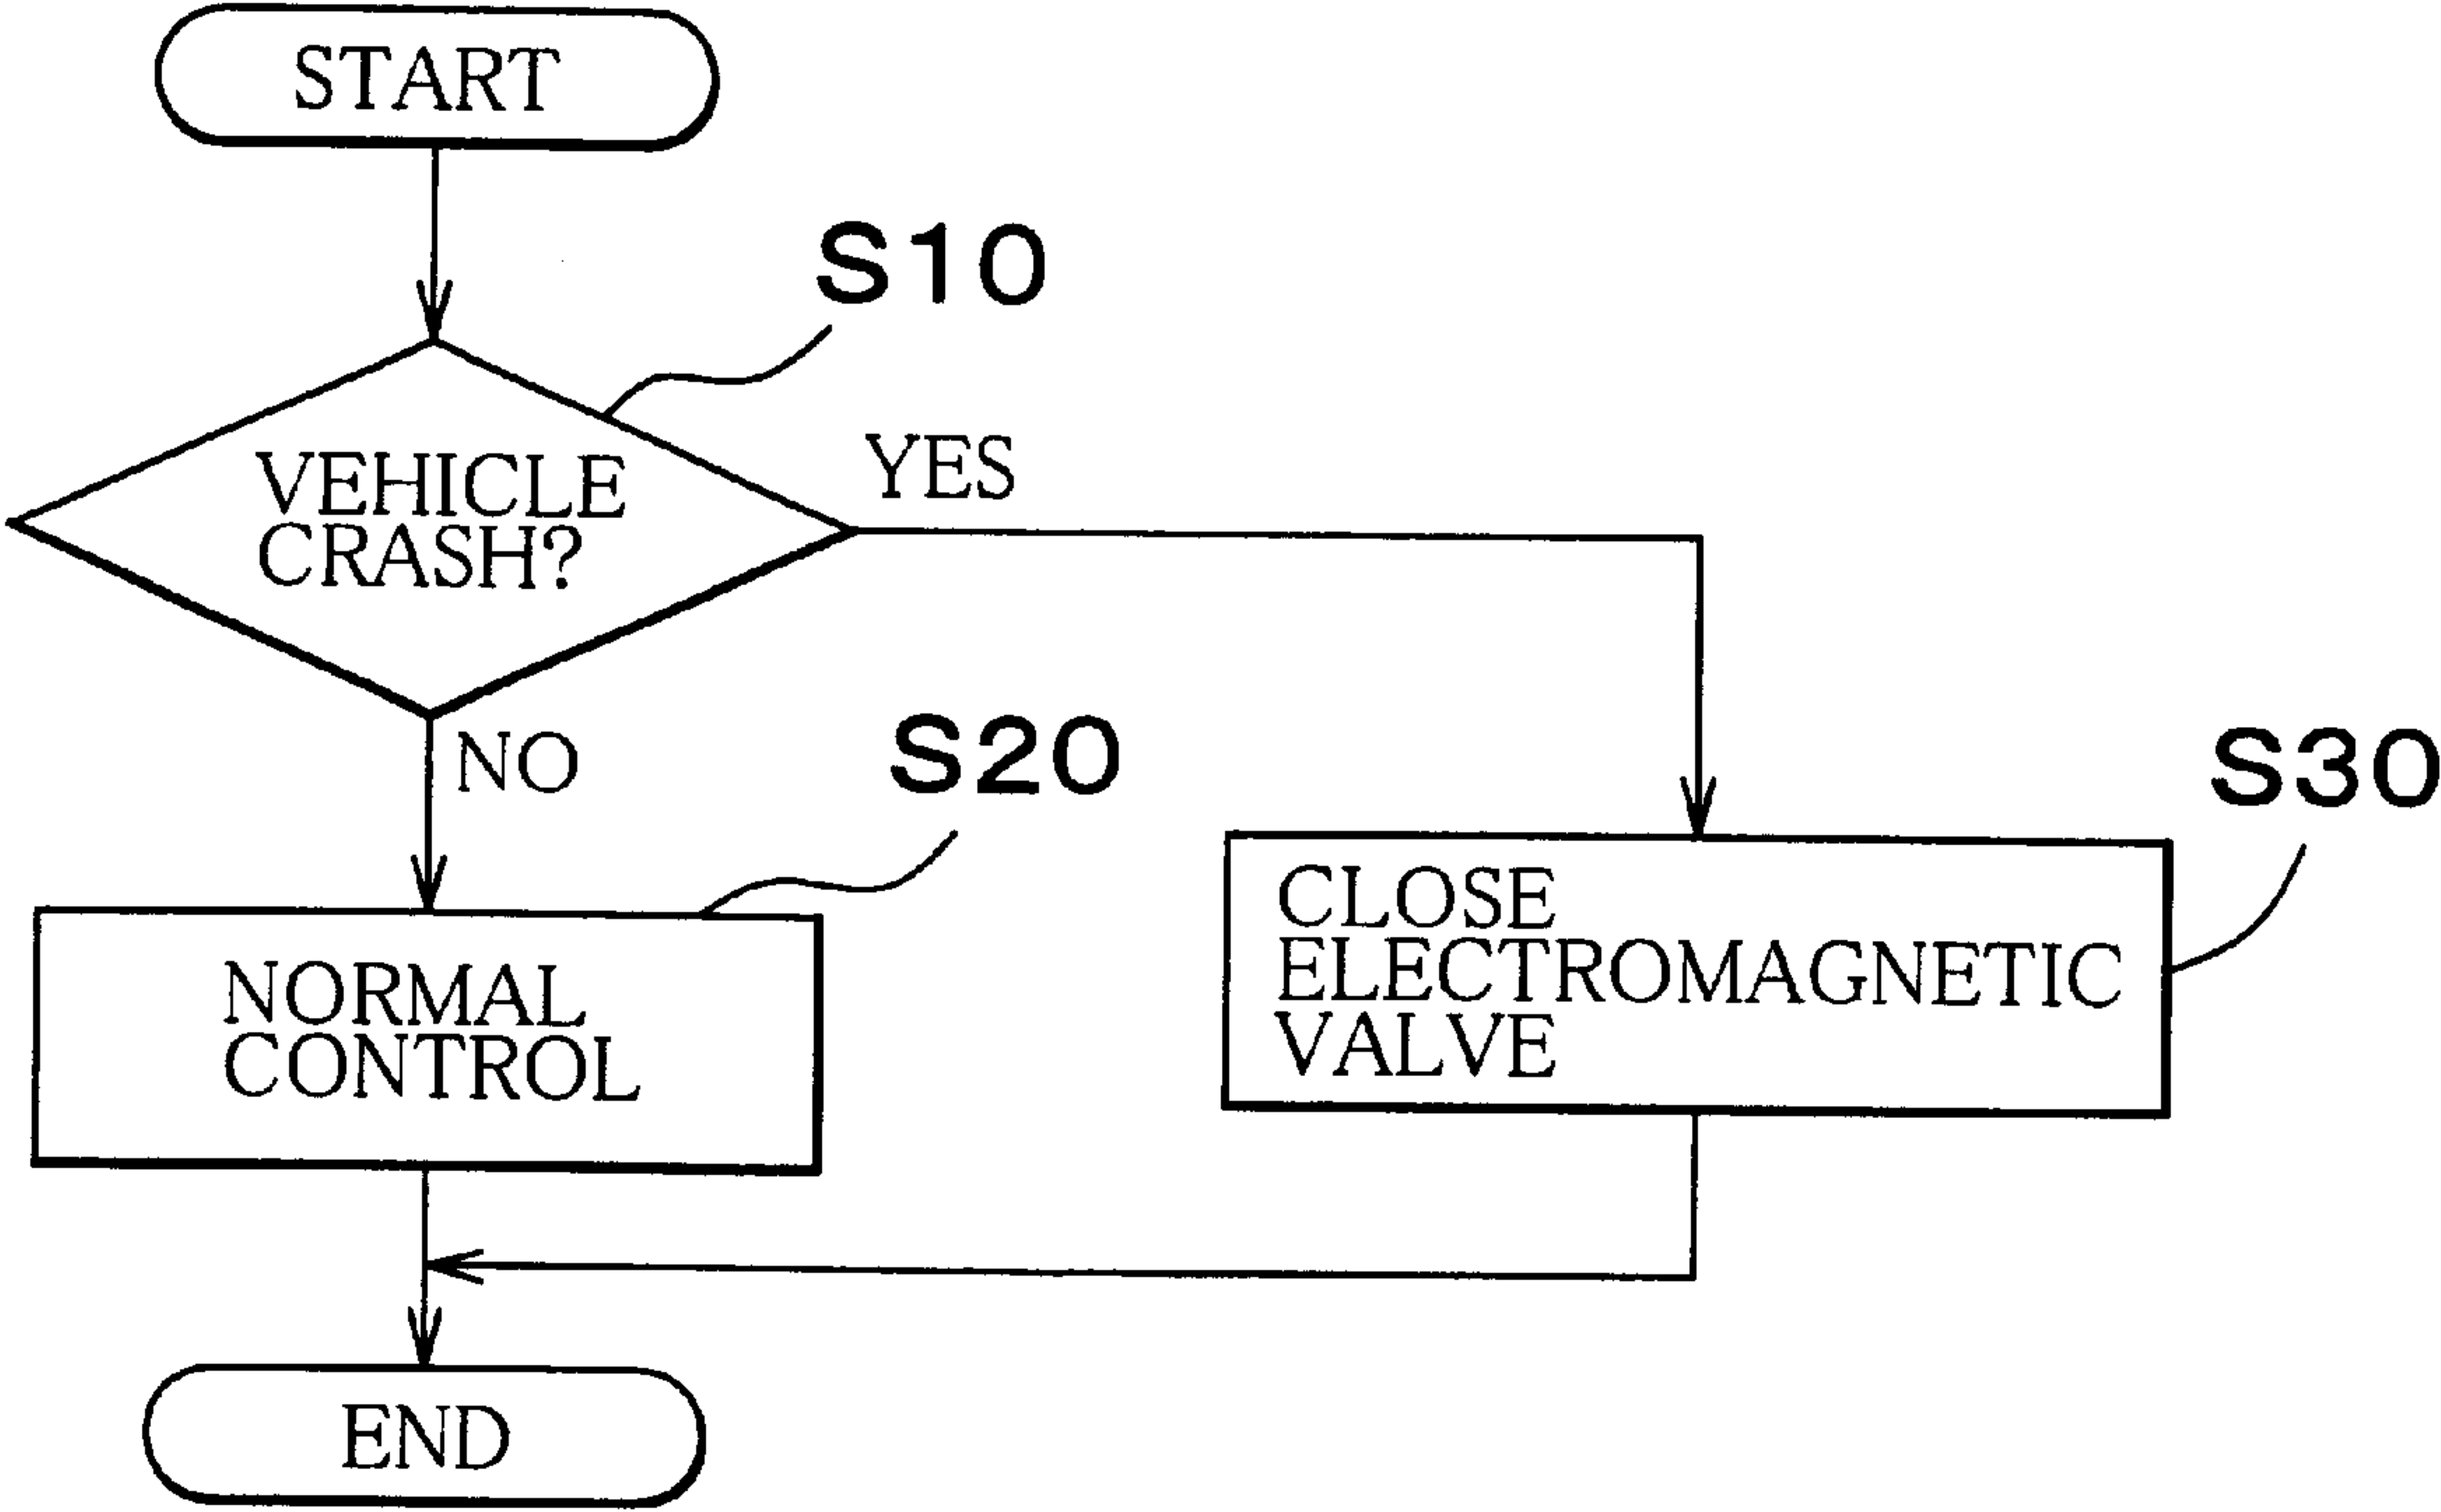 START
S10
VEHICLE
CRASH?
YES
NO
S20
S30
NORMAL
CONTROL
CLOSE
ELECTROMAGNETIC
VALVE
END